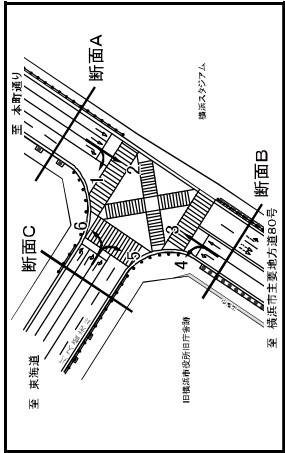 至 本町通り
断面A
横浜スタジアム
1
2
6
断面C
5
3
4
断面B
至 東海道
旧横浜市役所旧庁舎跡
至 横浜市主要地方道80号